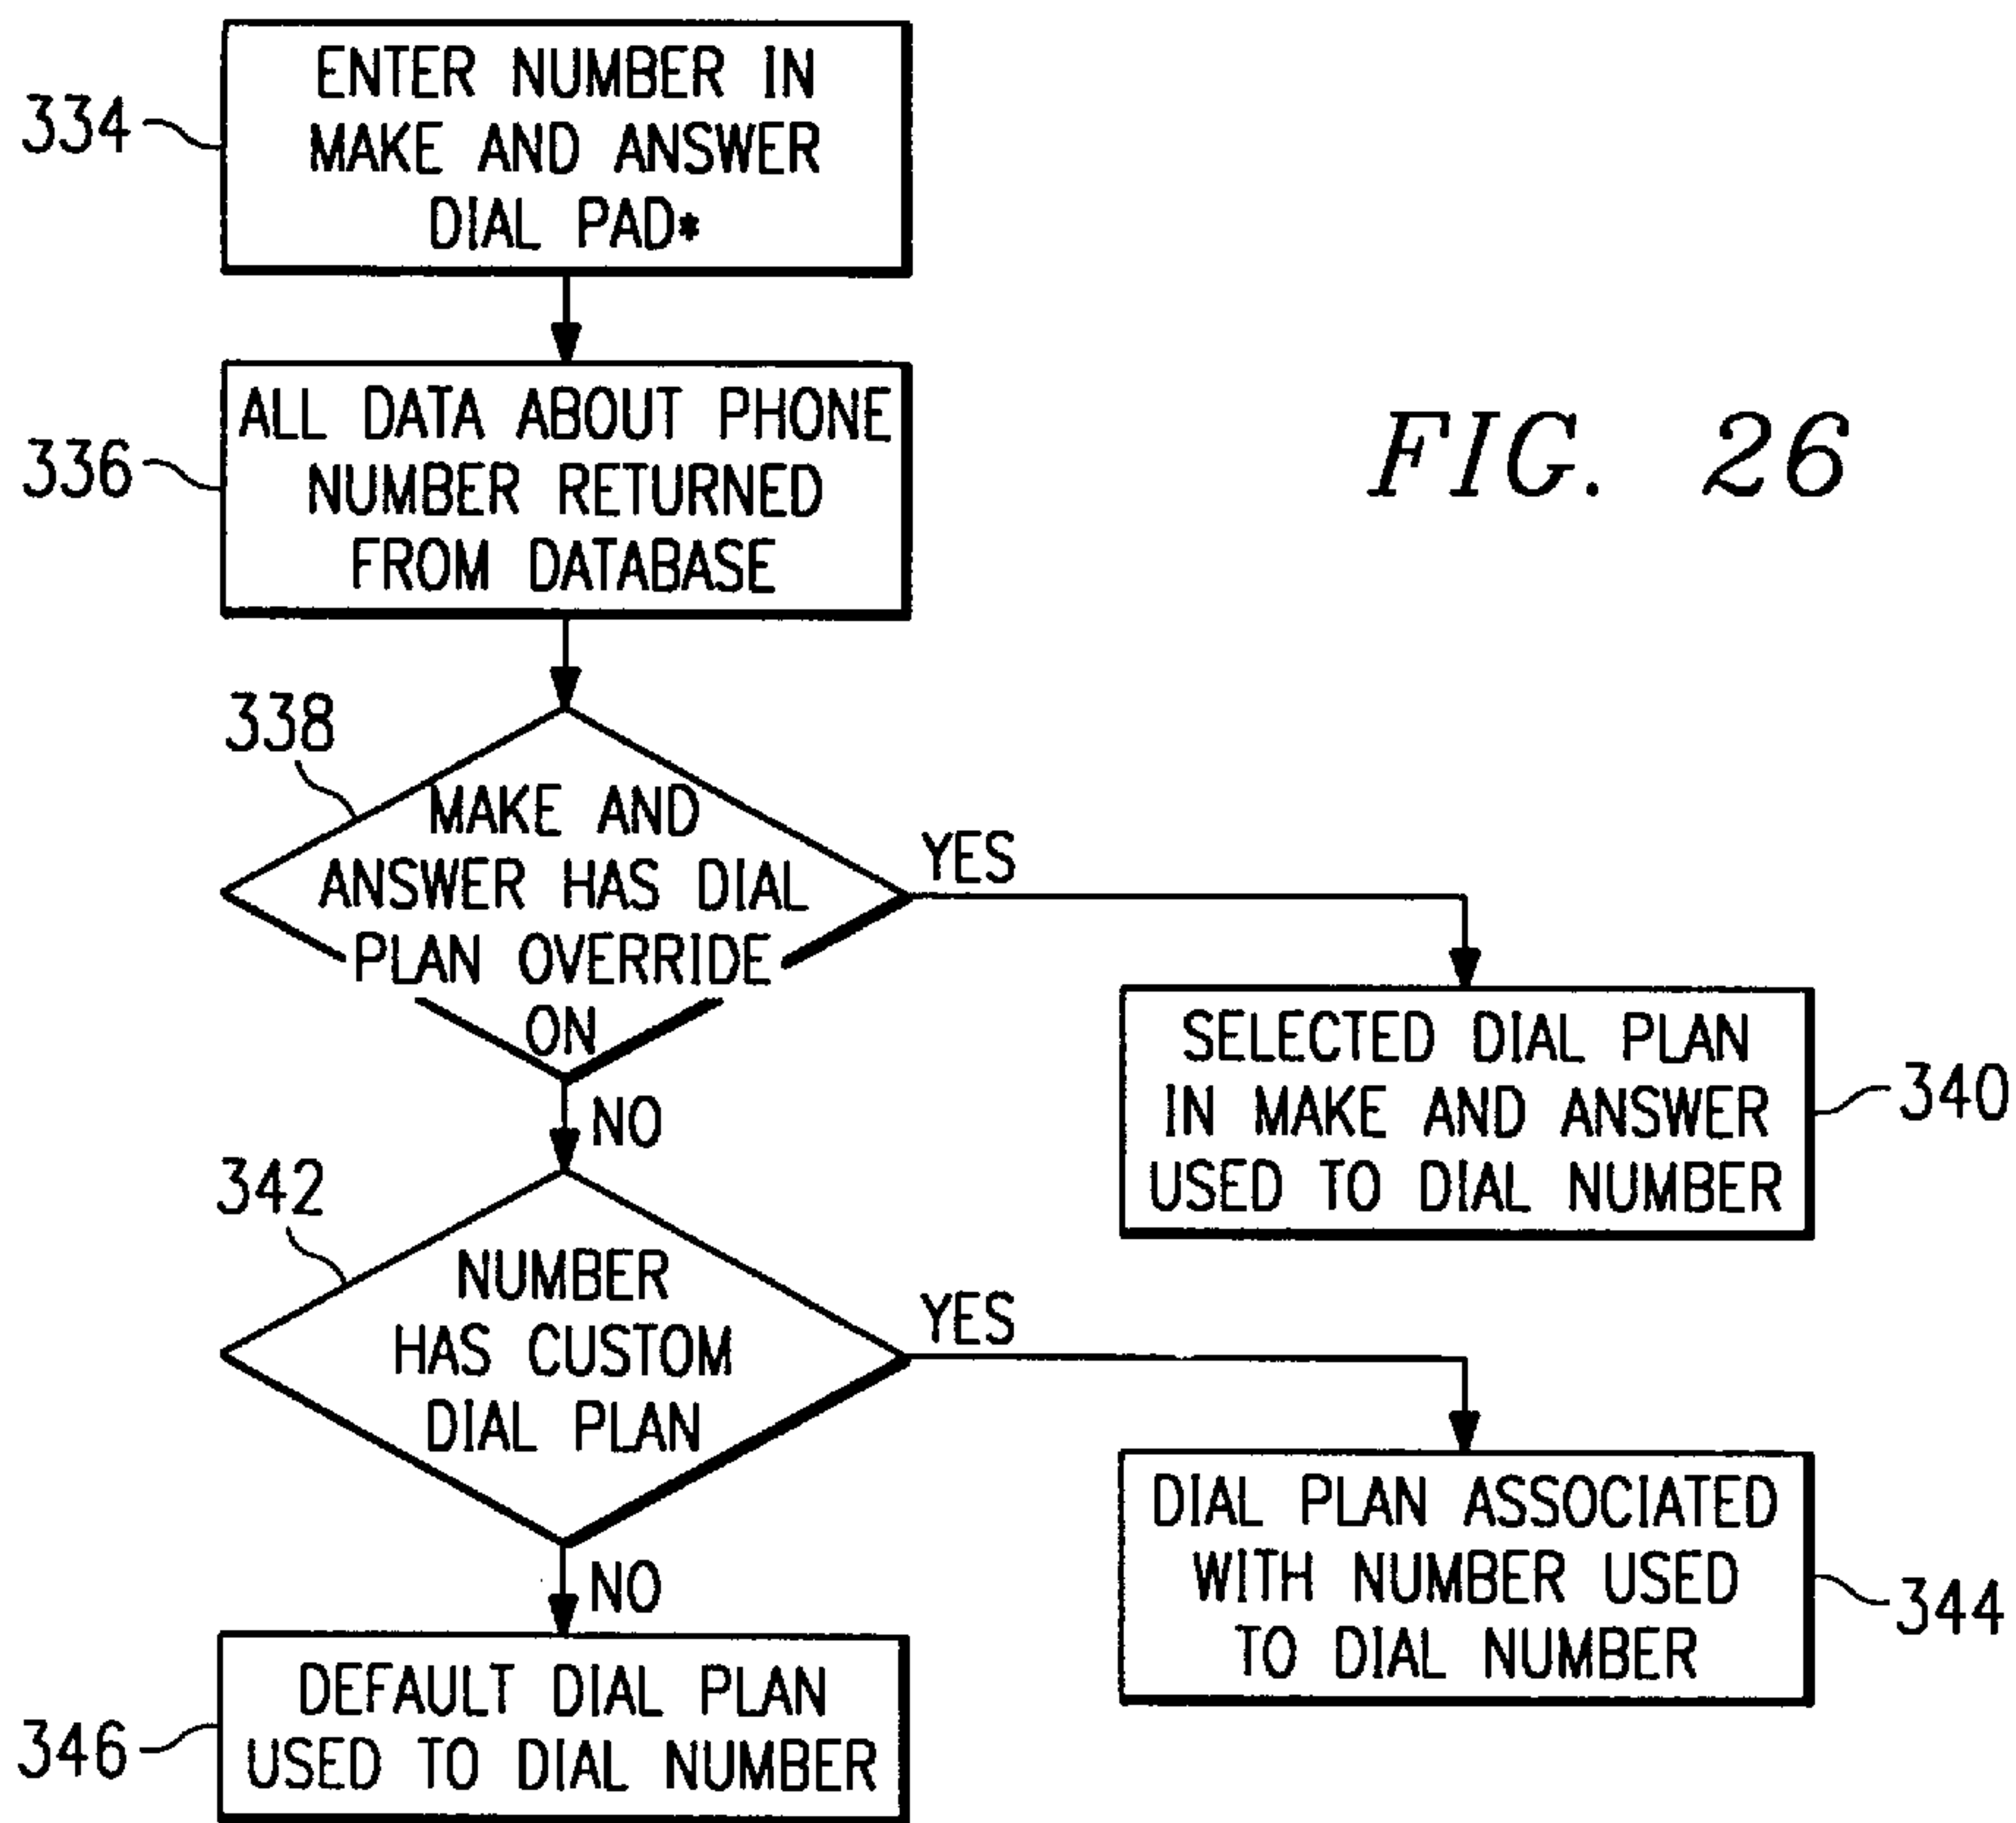 334
ENTER NUMBER IN
MAKE AND ANSWER
DIAL PAD*
336
ALL DATA ABOUT PHONE
NUMBER RETURNED
FROM DATABASE
FIG. 26
338
MAKE AND
ANSWER HAS DIAL
PLAN OVERRIDE
ON
YES
NO
SELECTED DIAL PLAN
IN MAKE AND ANSWER
USED TO DIAL NUMBER
340
342
NUMBER
HAS CUSTOM
DIAL PLAN
YES
NO
DIAL PLAN ASSOCIATED
WITH NUMBER USED
TO DIAL NUMBER
344
346
DEFAULT DIAL PLAN
USED TO DIAL NUMBER